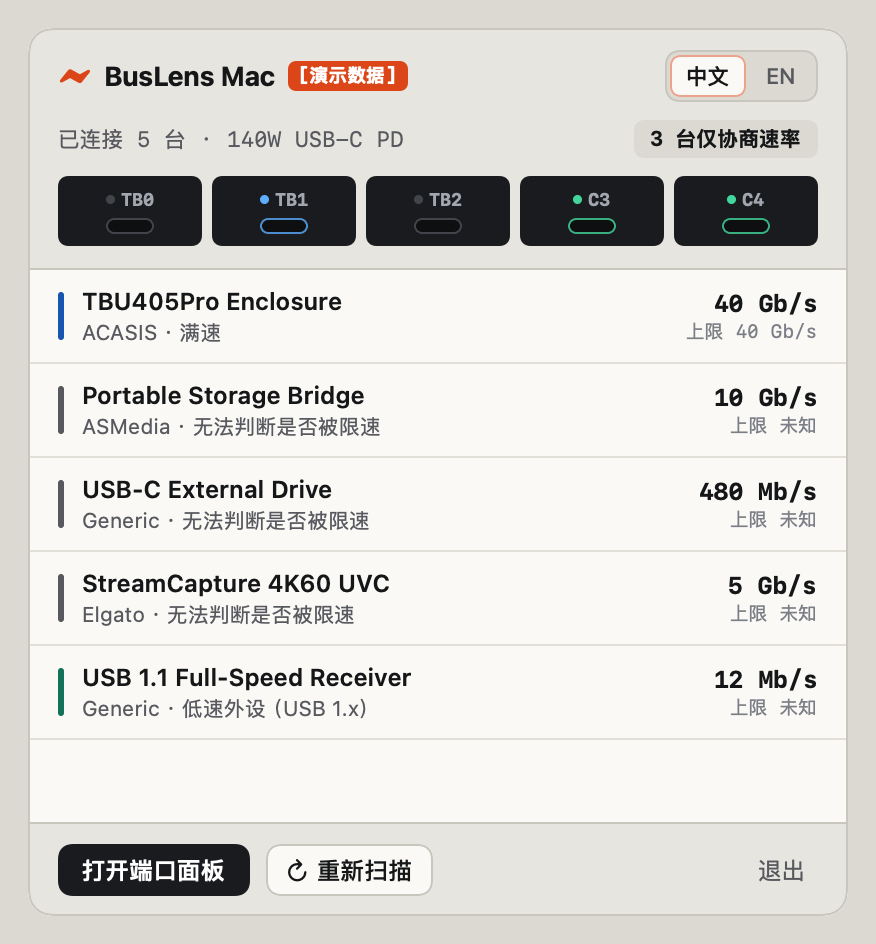 BusLens Mac [演示数据] 中文 EN
已连接 5 台 · 140W USB-C PD 3 台仅协商速率
TB0 TB1 TB2 C3 C4
TBU405Pro Enclosure 40 Gb/s
ACASIS · 满速 上限 40 Gb/s
Portable Storage Bridge 10 Gb/s
ASMedia · 无法判断是否被限速 上限 未知
USB-C External Drive 480 Mb/s
Generic · 无法判断是否被限速 上限 未知
StreamCapture 4K60 UVC 5 Gb/s
Elgato · 无法判断是否被限速 上限 未知
USB 1.1 Full-Speed Receiver 12 Mb/s
Generic · 低速外设 (USB 1.x) 上限 未知
打开端口面板 重新扫描 退出